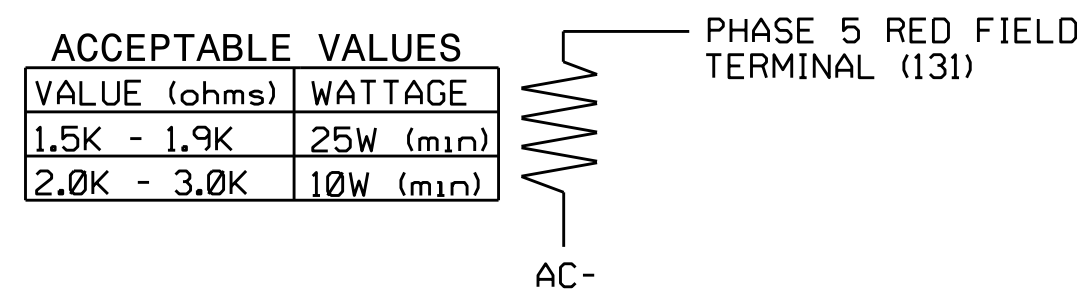 ACCEPTABLE VALUES
VALUE (ohms) WATTAGE
1.5K - 1.9K 25W (min)
2.0K - 3.0K 10W (min)
PHASE 5 RED FIELD
TERMINAL (131)
AC-